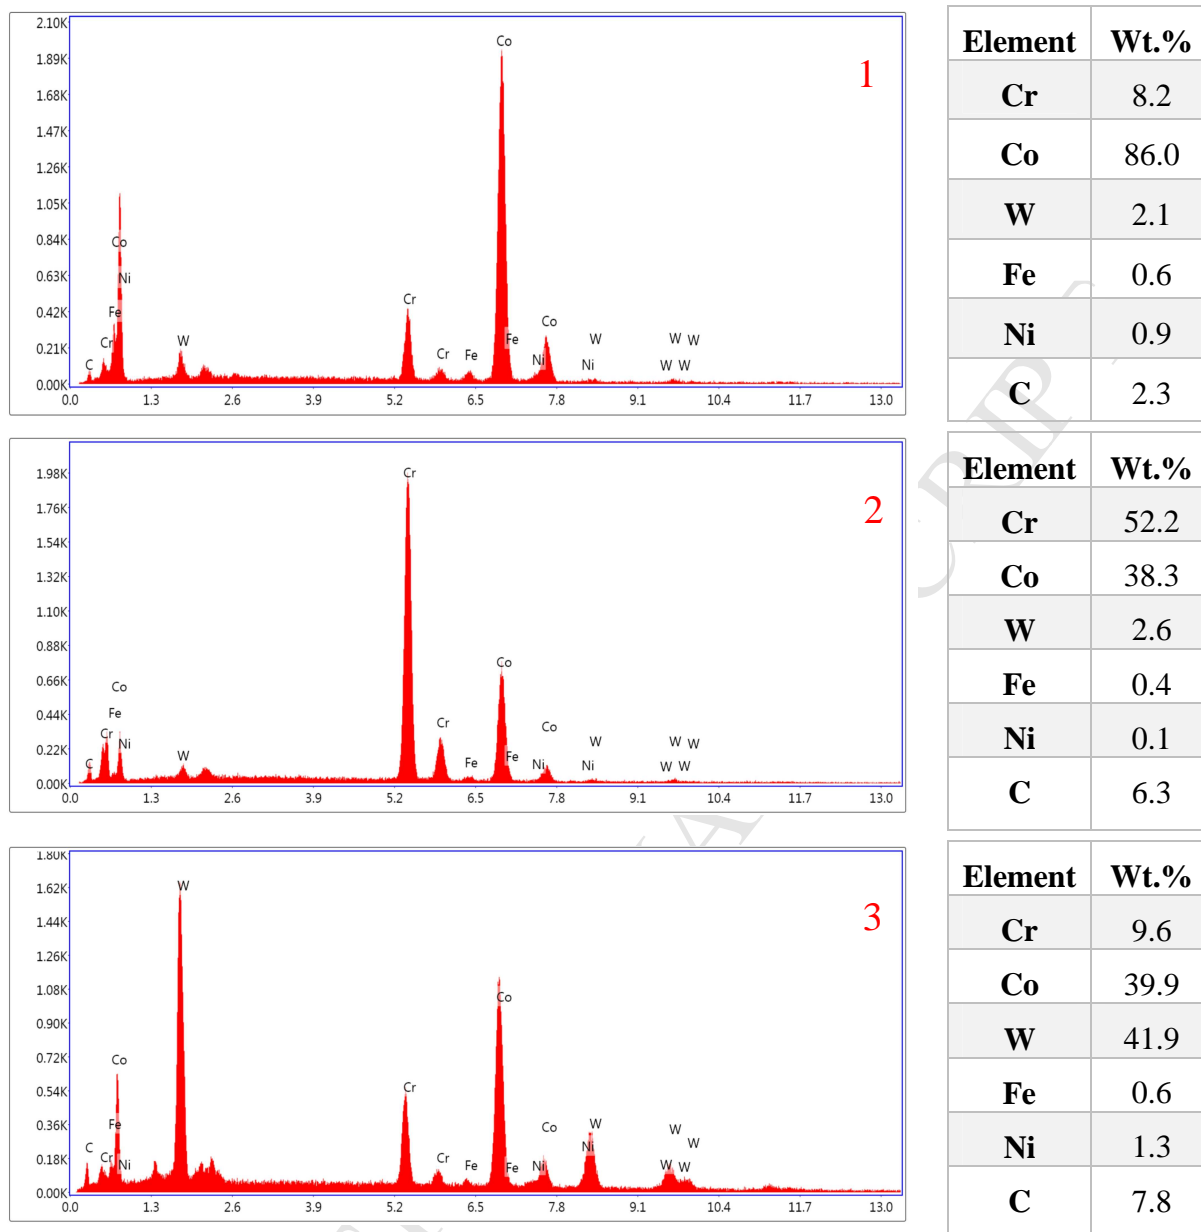 2.10K
1.89K
1.68K
1.47K
1.26K
1.05K
0.84K
0.63K
0.42K
0.21K
0.00K
0.0 1.3 2.6 3.9 5.2 6.5 7.8 9.1 10.4 11.7 13.0
1
Co
Co
Ni
Fe
Cr
C
W
Cr
Cr
Fe
Fe
Co
Ni
W
Ni
W W
W W
Element Wt.%
Cr 8.2
Co 86.0
W 2.1
Fe 0.6
Ni 0.9
C 2.3
1.98K
1.76K
1.54K
1.32K
1.10K
0.88K
0.66K
0.44K
0.22K
0.00K
0.0 1.3 2.6 3.9 5.2 6.5 7.8 9.1 10.4 11.7 13.0
2
Cr
Co
Co
Fe
Cr
Ni
C
W
Cr
Fe
Fe
Co
Ni
W
Ni
W W
W W
Element Wt.%
Cr 52.2
Co 38.3
W 2.6
Fe 0.4
Ni 0.1
C 6.3
1.80K
1.62K
1.44K
1.26K
1.08K
0.90K
0.72K
0.54K
0.36K
0.18K
0.00K
0.0 1.3 2.6 3.9 5.2 6.5 7.8 9.1 10.4 11.7 13.0
3
W
Co
Co
Fe
C
Cr
Ni
Cr
Cr
Fe
Fe
Co
Ni
W
Ni
W
W
W W
Element Wt.%
Cr 9.6
Co 39.9
W 41.9
Fe 0.6
Ni 1.3
C 7.8